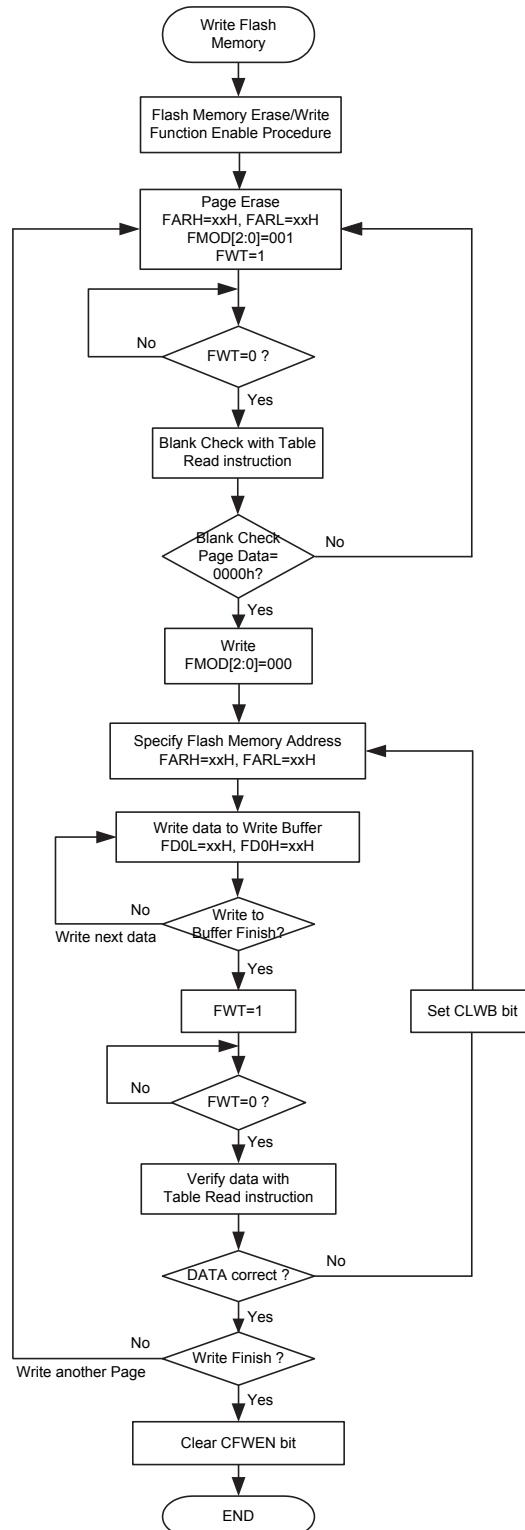 Write Flash
Memory
Flash Memory Erase/Write
Function Enable Procedure
Page Erase
FARH=xxH, FARL=xxH
FMOD[2:0]=001
FWT=1
No
FWT=0 ?
Yes
Blank Check with Table
Read instruction
Blank Check
Page Data=
0000h?
No
Yes
Write
FMOD[2:0]=000
Specify Flash Memory Address
FARH=xxH, FARL=xxH
Write data to Write Buffer
FD0L=xxH, FD0H=xxH
No
Write next data
Write to
Buffer Finish?
Yes
FWT=1
Set CLWB bit
No
FWT=0 ?
Yes
Verify data with
Table Read instruction
DATA correct ?
No
Yes
No
Write another Page
Write Finish ?
Yes
Clear CFWEN bit
END